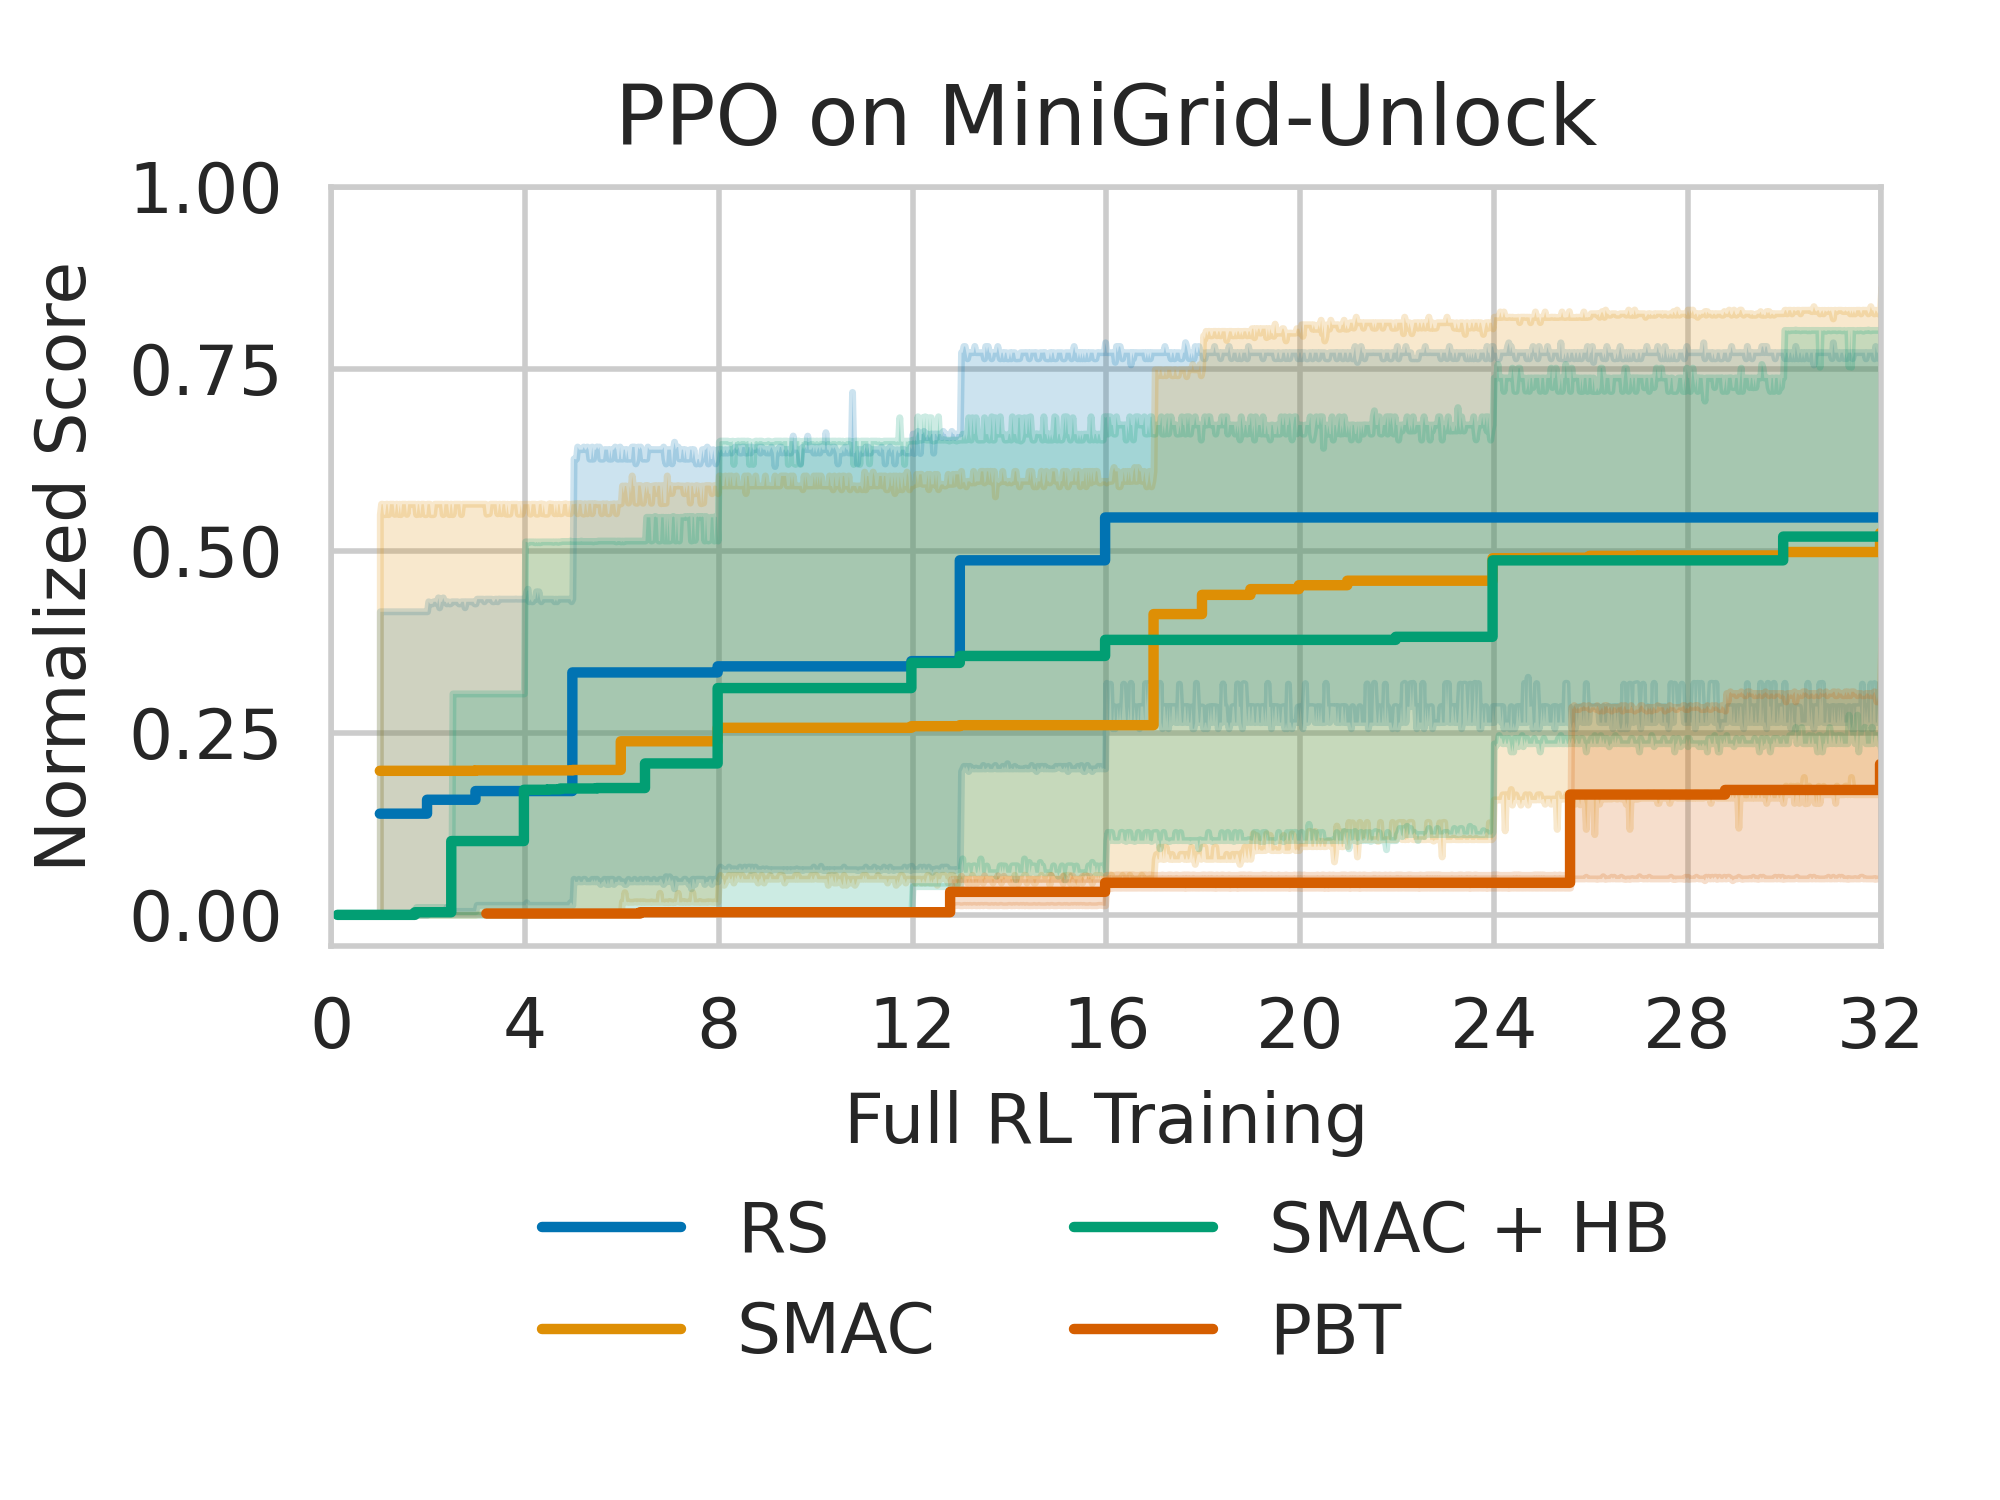 PPO on MiniGrid-Unlock
Normalized Score
1.00
0.75
0.50
0.25
0.00
0 4 8 12 16 20 24 28 32
Full RL Training
RS
SMAC
SMAC + HB
PBT